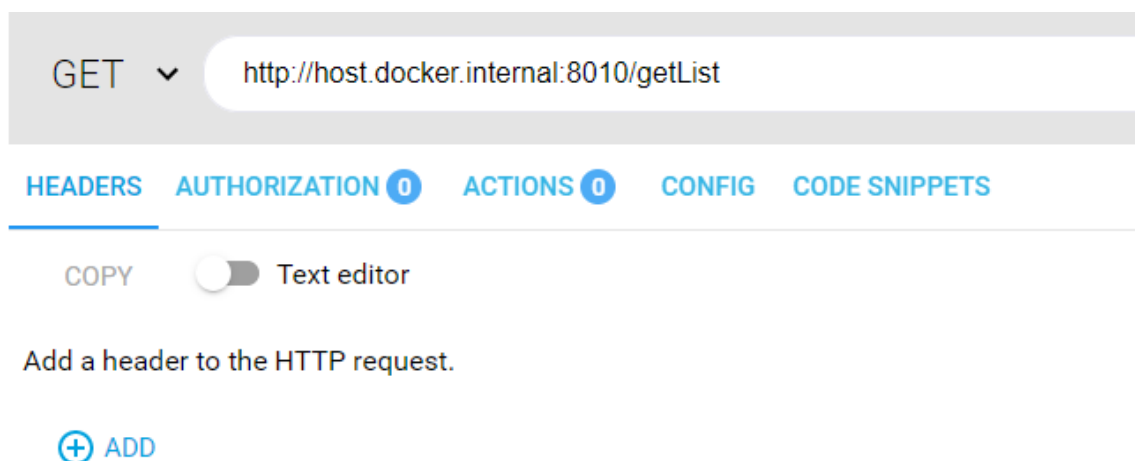 GET http://host.docker.internal:8010/getList
HEADERS AUTHORIZATION 0 ACTIONS 0 CONFIG CODE SNIPPETS
COPY Text editor
Add a header to the HTTP request.
ADD